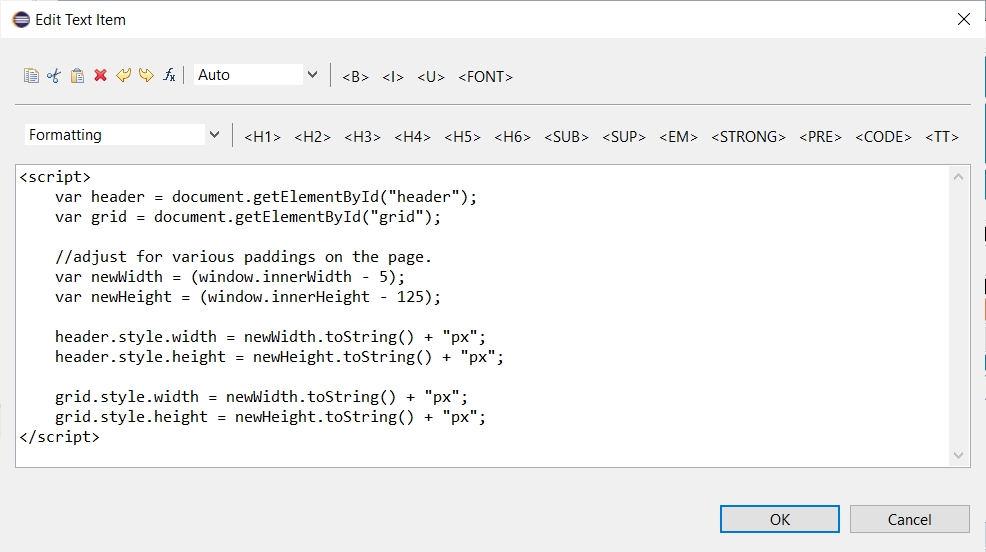 Edit Text Item
fx Auto <B> <I> <U> <FONT>
Formatting <H1> <H2> <H3> <H4> <H5> <H6> <SUB> <SUP> <EM> <STRONG> <PRE> <CODE> <TT>
<script>
    var header = document.getElementById("header");
    var grid = document.getElementById("grid");

    //adjust for various paddings on the page.
    var newWidth = (window.innerWidth - 5);
    var newHeight = (window.innerHeight - 125);

    header.style.width = newWidth.toString() + "px";
    header.style.height = newHeight.toString() + "px";

    grid.style.width = newWidth.toString() + "px";
    grid.style.height = newHeight.toString() + "px";
</script>
OK Cancel